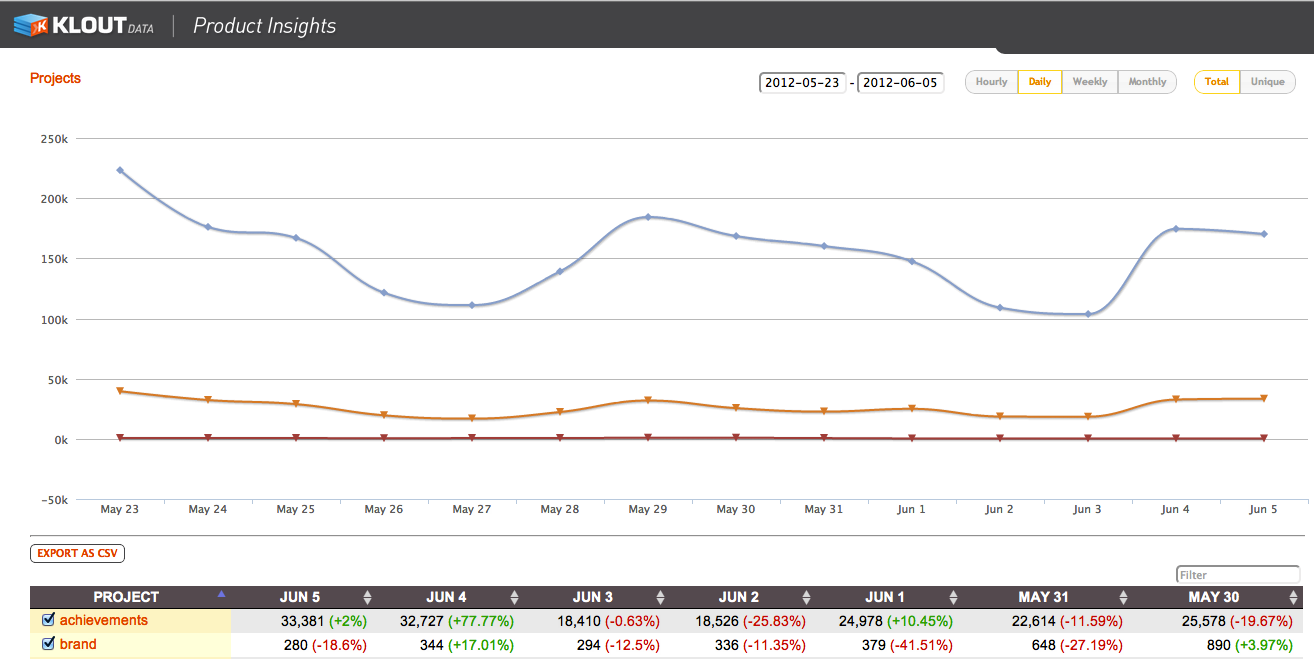 KLOUT DATA | Product Insights
Projects
2012-05-23 - 2012-06-05 Hourly Daily Weekly Monthly Total Unique
250k
200k
150k
100k
50k
0k
-50k
May 23 May 24 May 25 May 26 May 27 May 28 May 29 May 30 May 31 Jun 1 Jun 2 Jun 3 Jun 4 Jun 5
EXPORT AS CSV
Filter
PROJECT JUN 5 JUN 4 JUN 3 JUN 2 JUN 1 MAY 31 MAY 30
achievements 33,381 (+2%) 32,727 (+77.77%) 18,410 (-0.63%) 18,526 (-25.83%) 24,978 (+10.45%) 22,614 (-11.59%) 25,578 (-19.67%)
brand 280 (-18.6%) 344 (+17.01%) 294 (-12.5%) 336 (-11.35%) 379 (-41.51%) 648 (-27.19%) 890 (+3.97%)